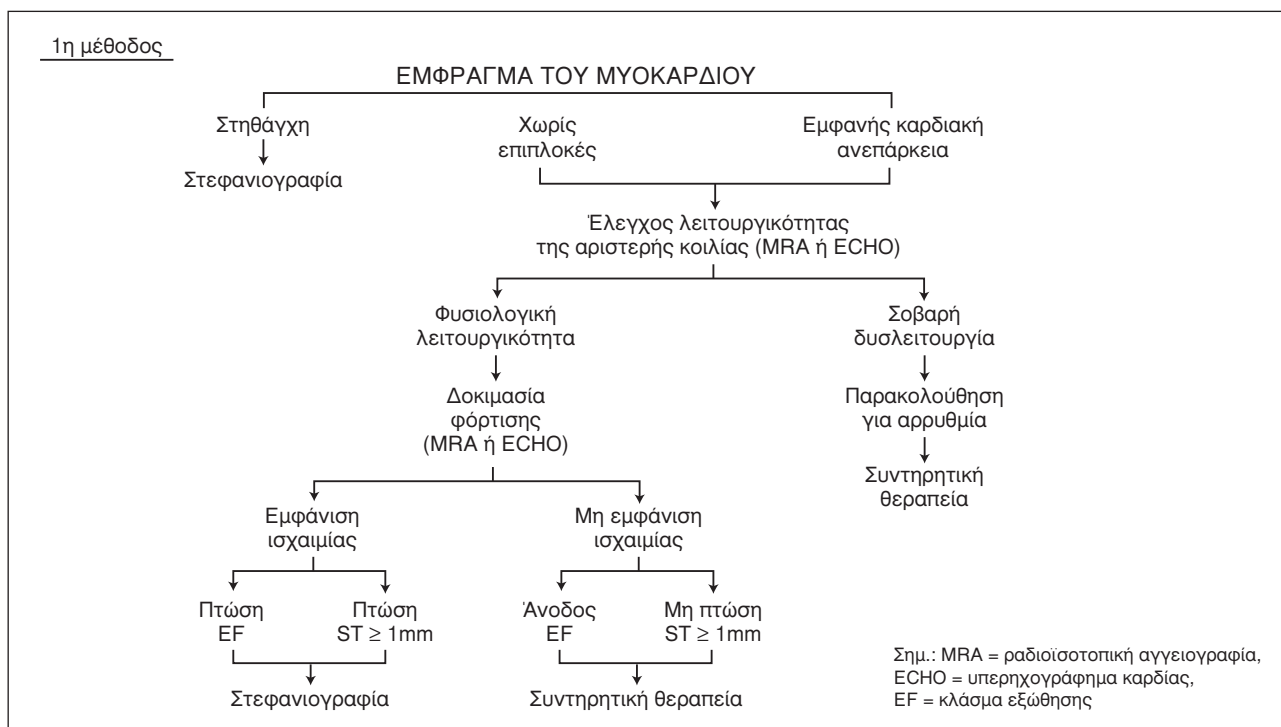 1η μέθοδος
ΕΜΦΡΑΓΜΑ ΤΟΥ ΜΥΟΚΑΡΔΙΟΥ
Στηθάγχη
Στεφανιογραφία
Χωρίς
επιπλοκές
Εμφανής καρδιακή
ανεπάρκεια
Έλεγχος λειτουργικότητας
της αριστερής κοιλίας (MRA ή ECHO)
Φυσιολογική
λειτουργικότητα
Σοβαρή
δυσλειτουργία
Δοκιμασία
φόρτισης
(MRA ή ECHO)
Παρακολούθηση
για αρρυθμία
Συντηρητική
θεραπεία
Εμφάνιση
ισχαιμίας
Μη εμφάνιση
ισχαιμίας
Πτώση
EF
Πτώση
ST ≥ 1mm
Άνοδος
EF
Μη πτώση
ST ≥ 1mm
Στεφανιογραφία
Συντηρητική θεραπεία
Σημ.: MRA = ραδιοϊσοτοπική αγγειογραφία,
ECHO = υπερηχογράφημα καρδίας,
EF = κλάσμα εξώθησης